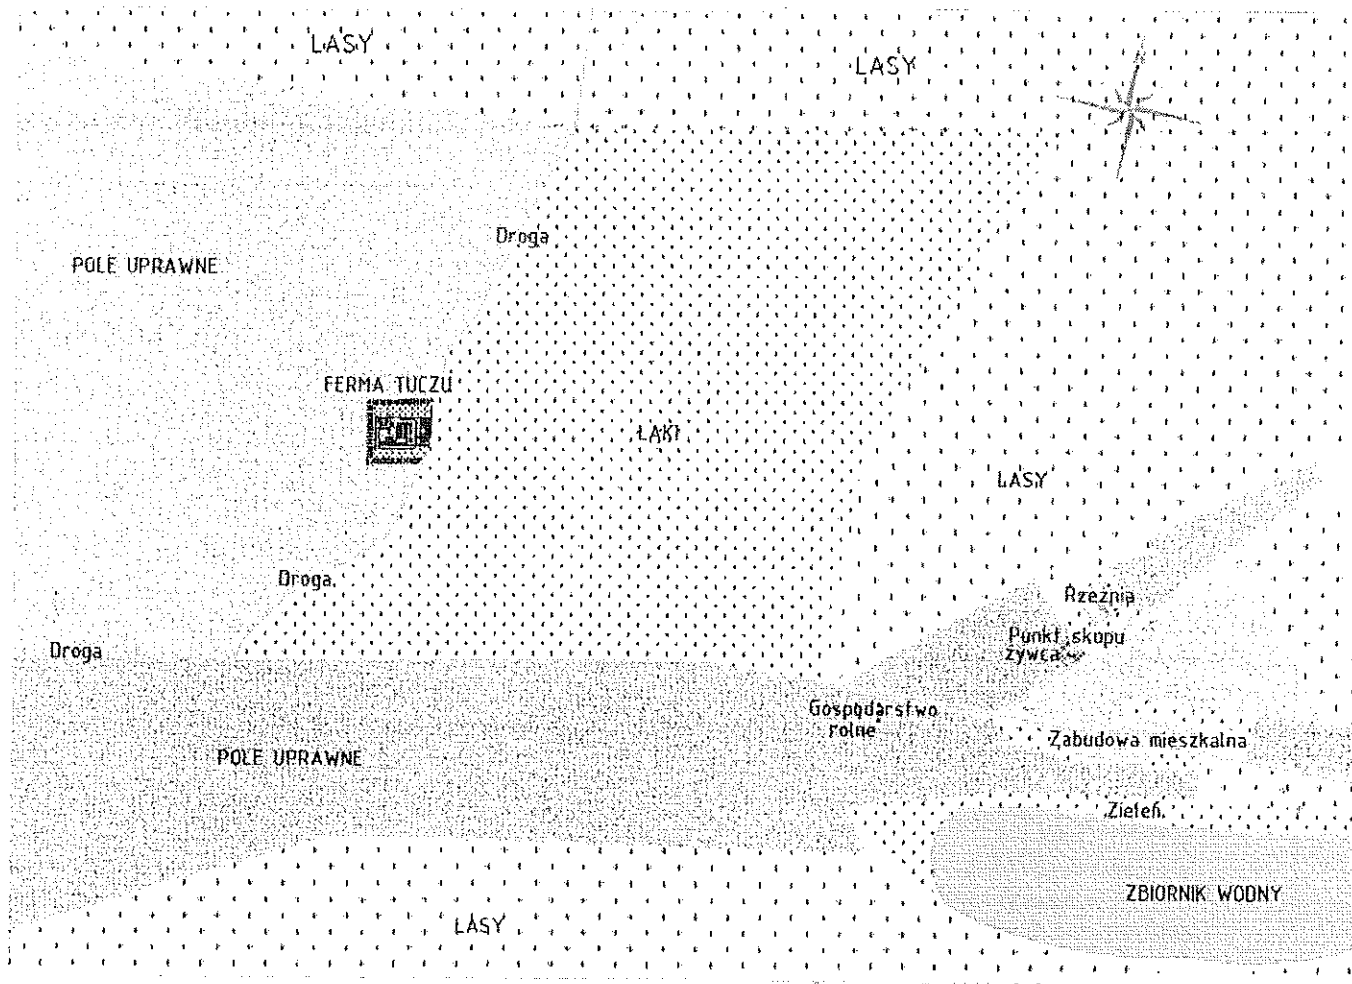 LASY
LASY
Droga
POLE UPRAWNE
FERMA TUCZU
ŁĄKI
LASY
Droga
Rzeźnia
Droga
Punkt skupu
żywca
Gospodarstwo
rolne
Zabudowa mieszkalna
POLE UPRAWNE
Zieleń
ZBIORNIK WODNY
LASY